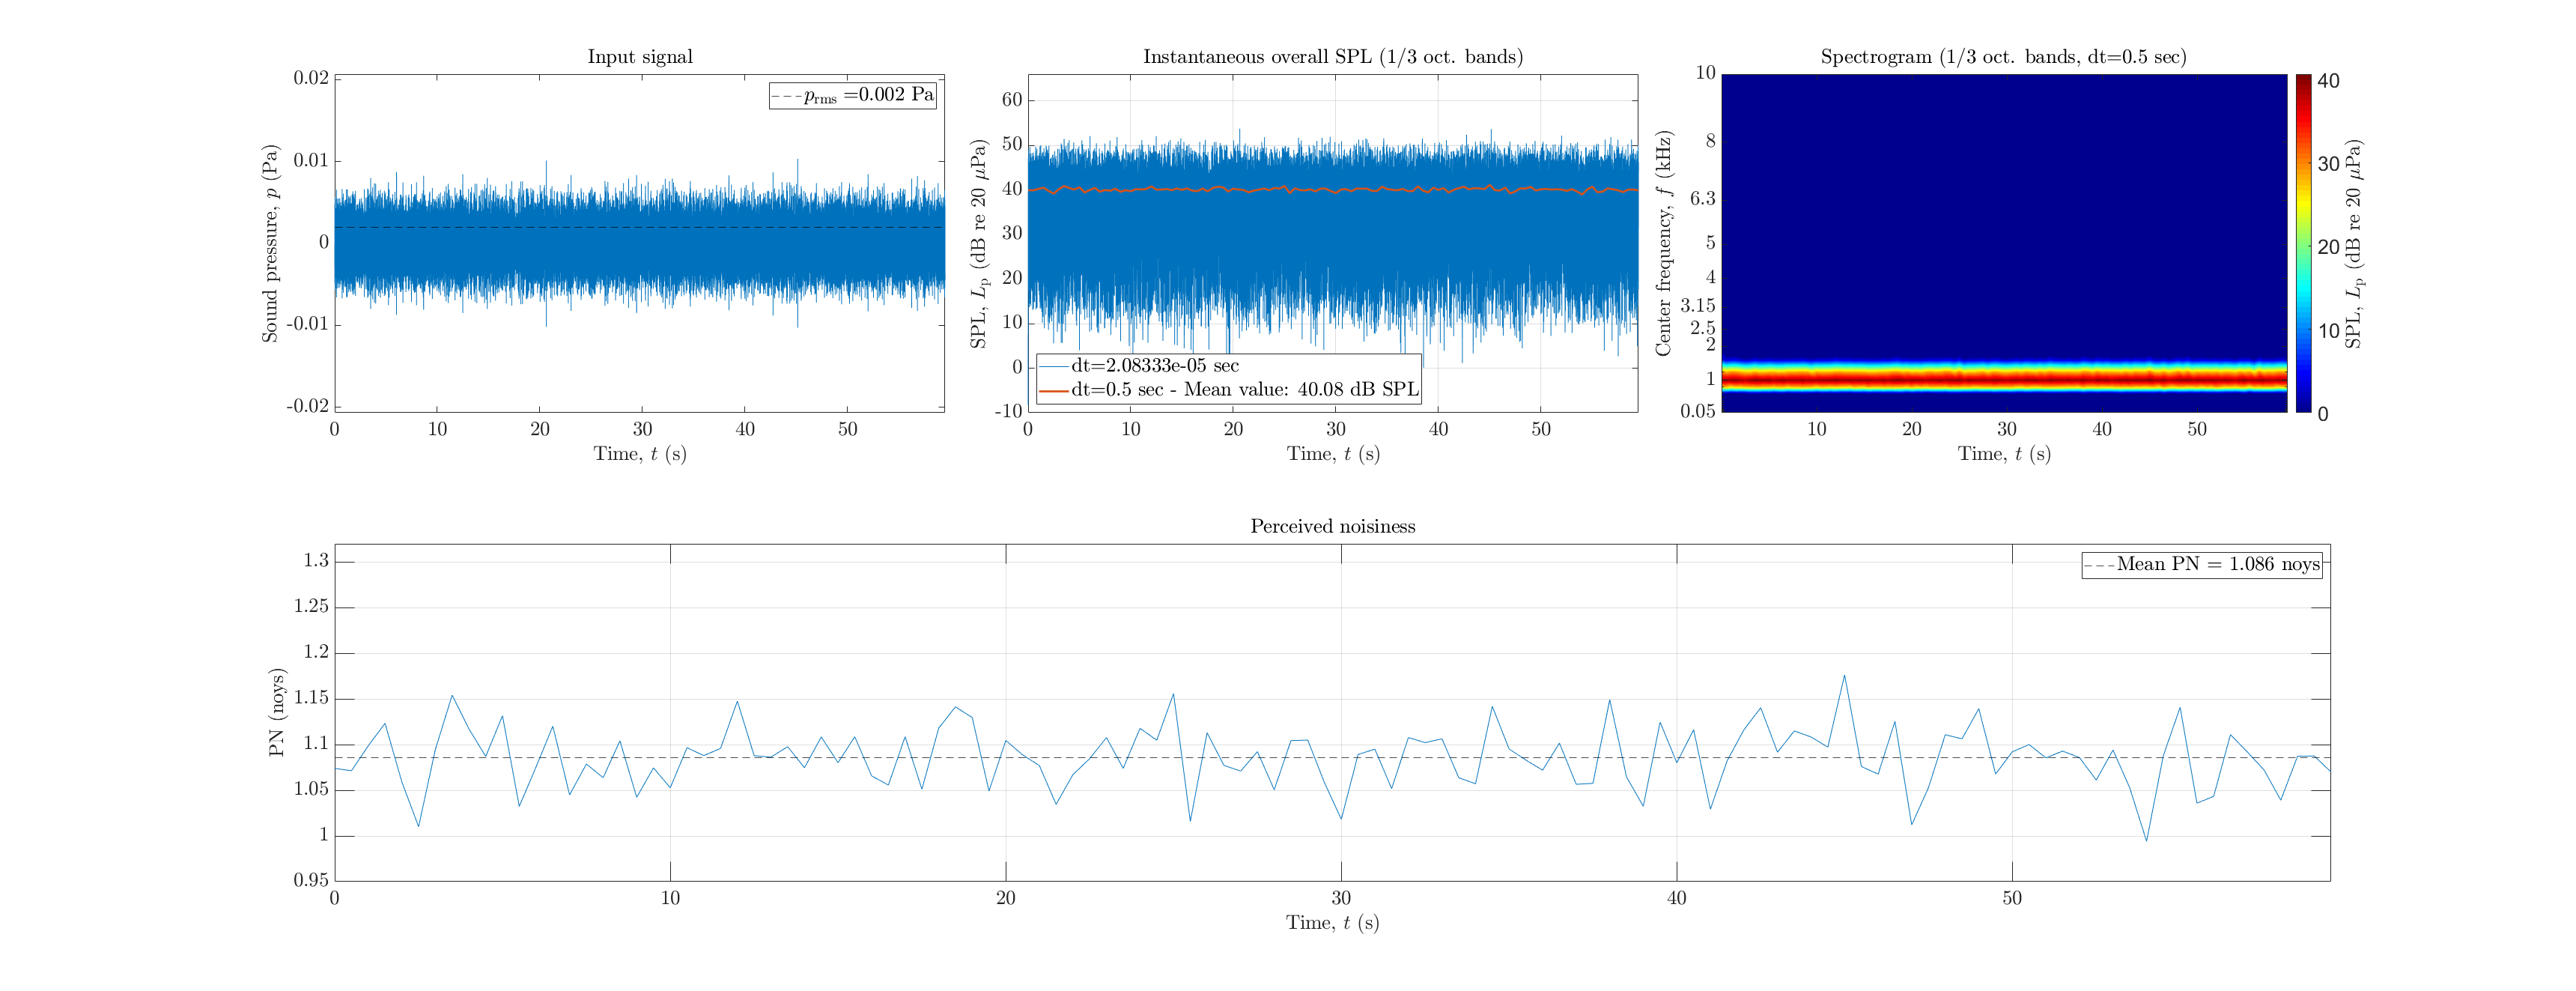 Input signal
0.02
0.01
0
-0.01
-0.02
Sound pressure, p (Pa)
p_rms =0.002 Pa
0 10 20 30 40 50
Time, t (s)
Instantaneous overall SPL (1/3 oct. bands)
60
50
40
30
20
10
0
-10
SPL, L_p (dB re 20 µPa)
dt=2.08333e-05 sec
dt=0.5 sec - Mean value: 40.08 dB SPL
0 10 20 30 40 50
Time, t (s)
Spectrogram (1/3 oct. bands, dt=0.5 sec)
10
8
6.3
5
4
3.15
2.5
2
1
0.05
Center frequency, f (kHz)
10 20 30 40 50
Time, t (s)
40
30
20
10
0
SPL, L_p (dB re 20 µPa)
Perceived noisiness
1.3
1.25
1.2
1.15
1.1
1.05
1
0.95
PN (noys)
Mean PN = 1.086 noys
0 10 20 30 40 50
Time, t (s)